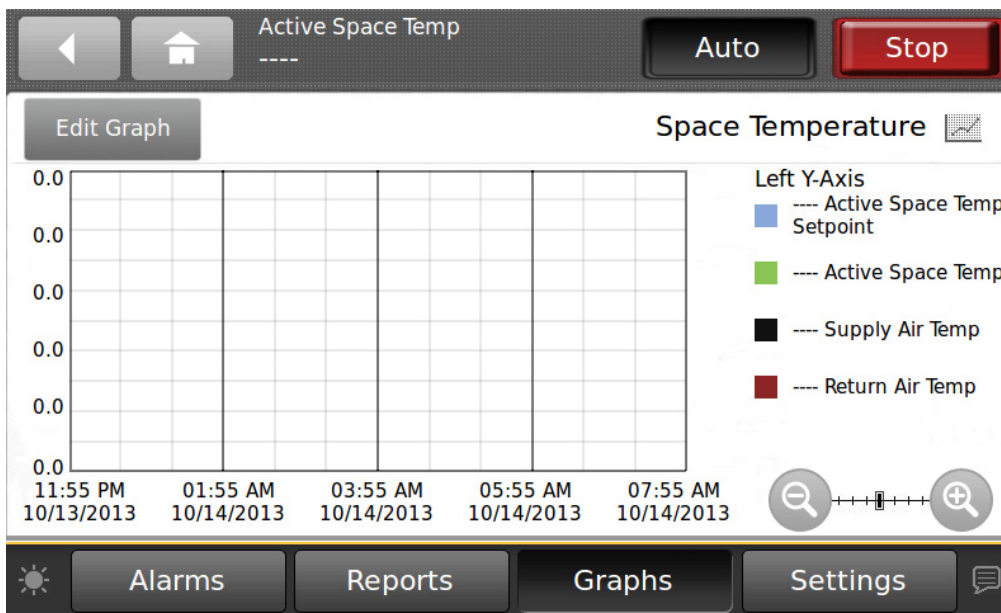 Active Space Temp
----
Auto
Stop
Edit Graph
Space Temperature
0.0
0.0
0.0
0.0
0.0
0.0
11:55 PM
10/13/2013
01:55 AM
10/14/2013
03:55 AM
10/14/2013
05:55 AM
10/14/2013
07:55 AM
10/14/2013
Left Y-Axis
---- Active Space Temp
Setpoint
---- Active Space Temp
---- Supply Air Temp
---- Return Air Temp
Alarms
Reports
Graphs
Settings